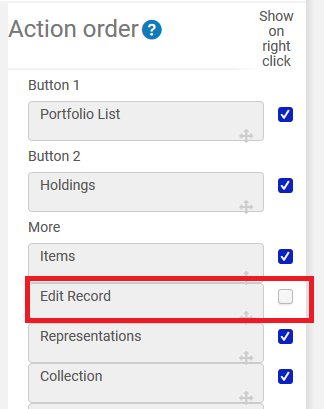 Show
on
right
click
Action order ?
Button 1
Portfolio List
Button 2
Holdings
More
Items
Edit Record
Representations
Collection